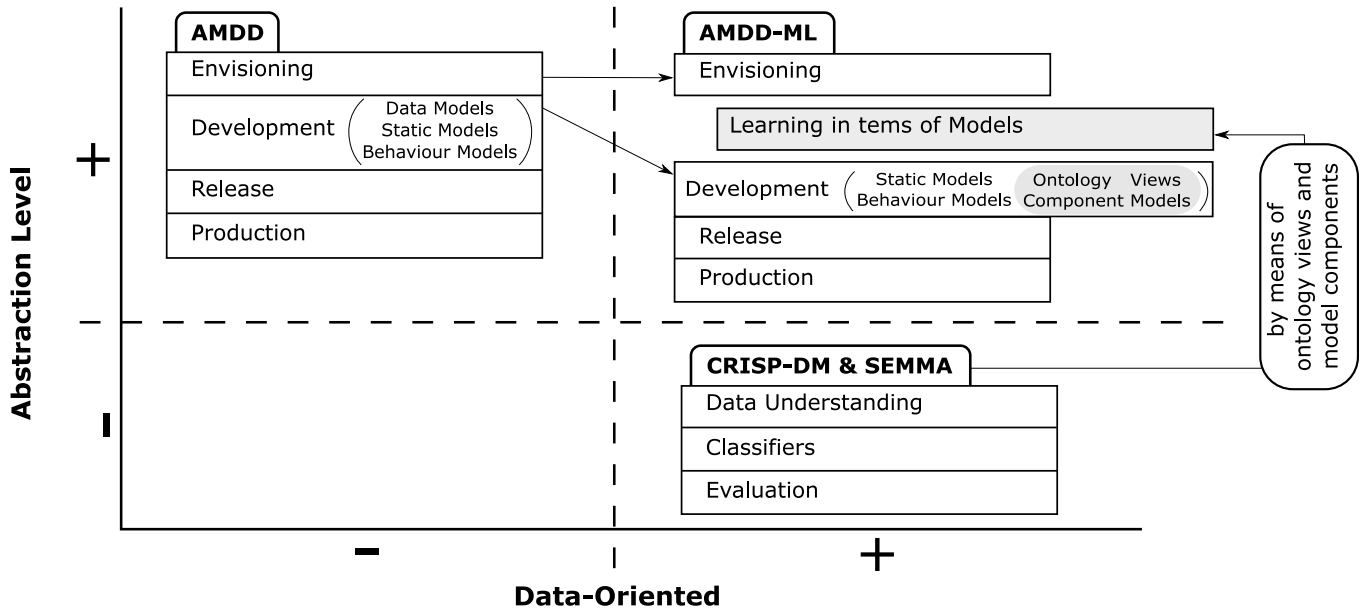 AMDD
Envisioning
Development
Data Models
Static Models
Behaviour Models
Release
Production
AMDD-ML
Envisioning
Learning in tems of Models
Development
Static Models
Behaviour Models
Ontology Views
Component Models
Release
Production
by means of
ontology views and
model components
CRISP-DM & SEMMA
Data Understanding
Classifiers
Evaluation
Abstraction Level
+
-
-
+
Data-Oriented